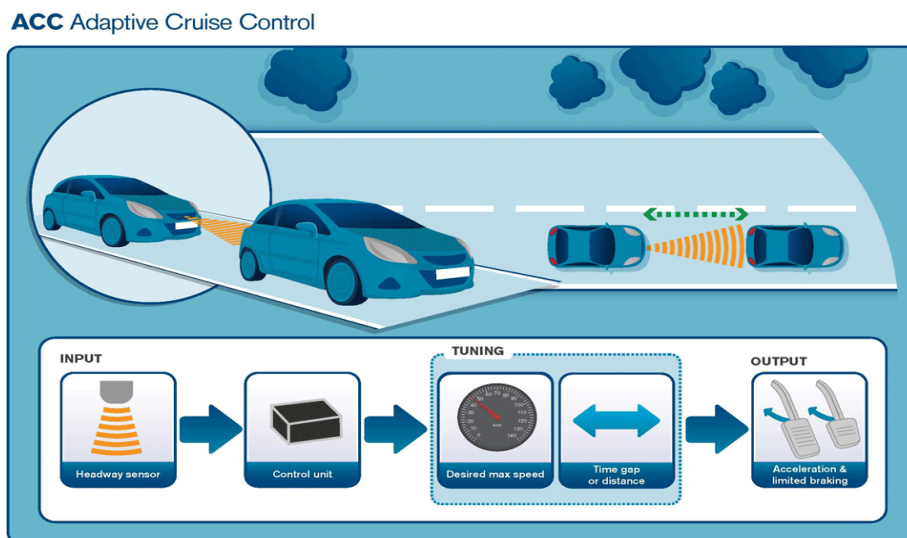 ACC Adaptive Cruise Control
INPUT
TUNING
OUTPUT
Headway sensor
Control unit
Desired max speed
Time gap
or distance
Acceleration &
limited braking